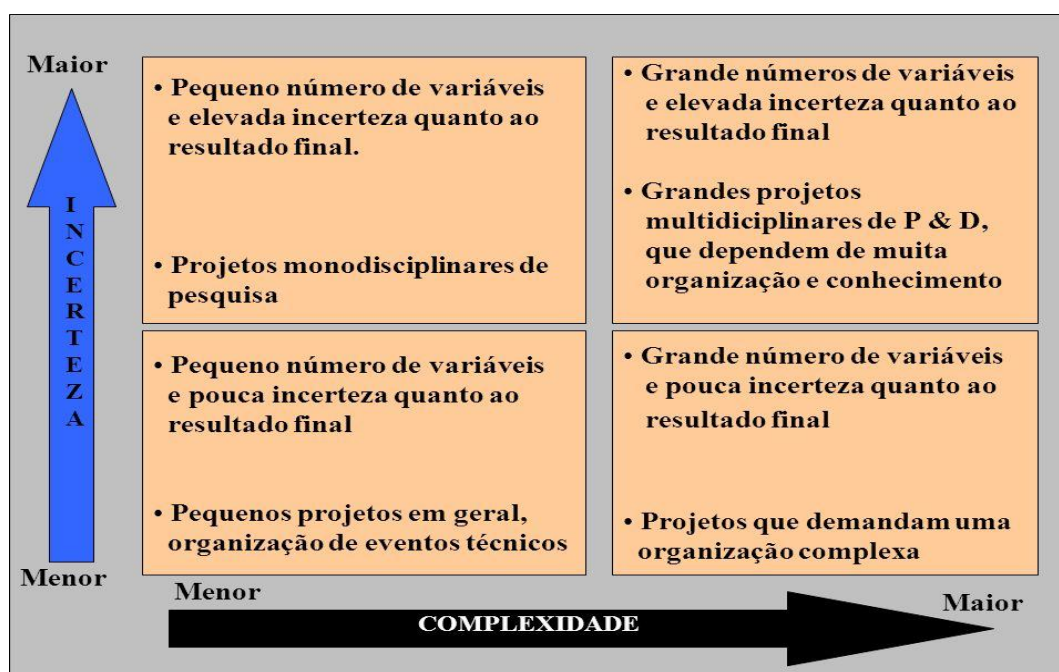 Maior
• Pequeno número de variáveis
e elevada incerteza quanto ao
resultado final.
• Projetos monodisciplinares de
pesquisa
• Grande números de variáveis
e elevada incerteza quanto ao
resultado final
• Grandes projetos
multidiciplinares de P & D,
que dependem de muita
organização e conhecimento
INCERTEZA
• Pequeno número de variáveis
e pouca incerteza quanto ao
resultado final
• Pequenos projetos em geral,
organização de eventos técnicos
• Grande número de variáveis
e pouca incerteza quanto ao
resultado final
• Projetos que demandam uma
organização complexa
Menor
Menor
COMPLEXIDADE
Maior